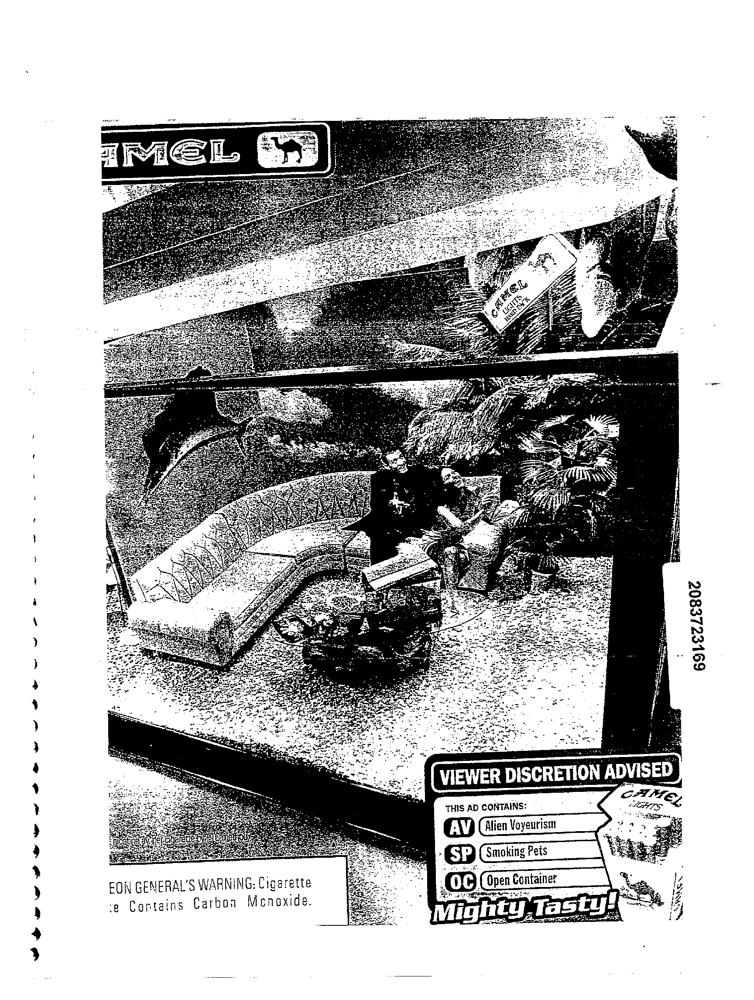 AMEL
CAMEL
LIGHTS
2083723169
VIEWER DISCRETION ADVISED
THIS AD CONTAINS:
CAMEL
LIGHTS
AV Alien Voyeurism
SP Smoking Pets
OC Open Container
Mighty Tasty!
EON GENERAL'S WARNING: Cigarette
e Contains Carbon Monoxide.